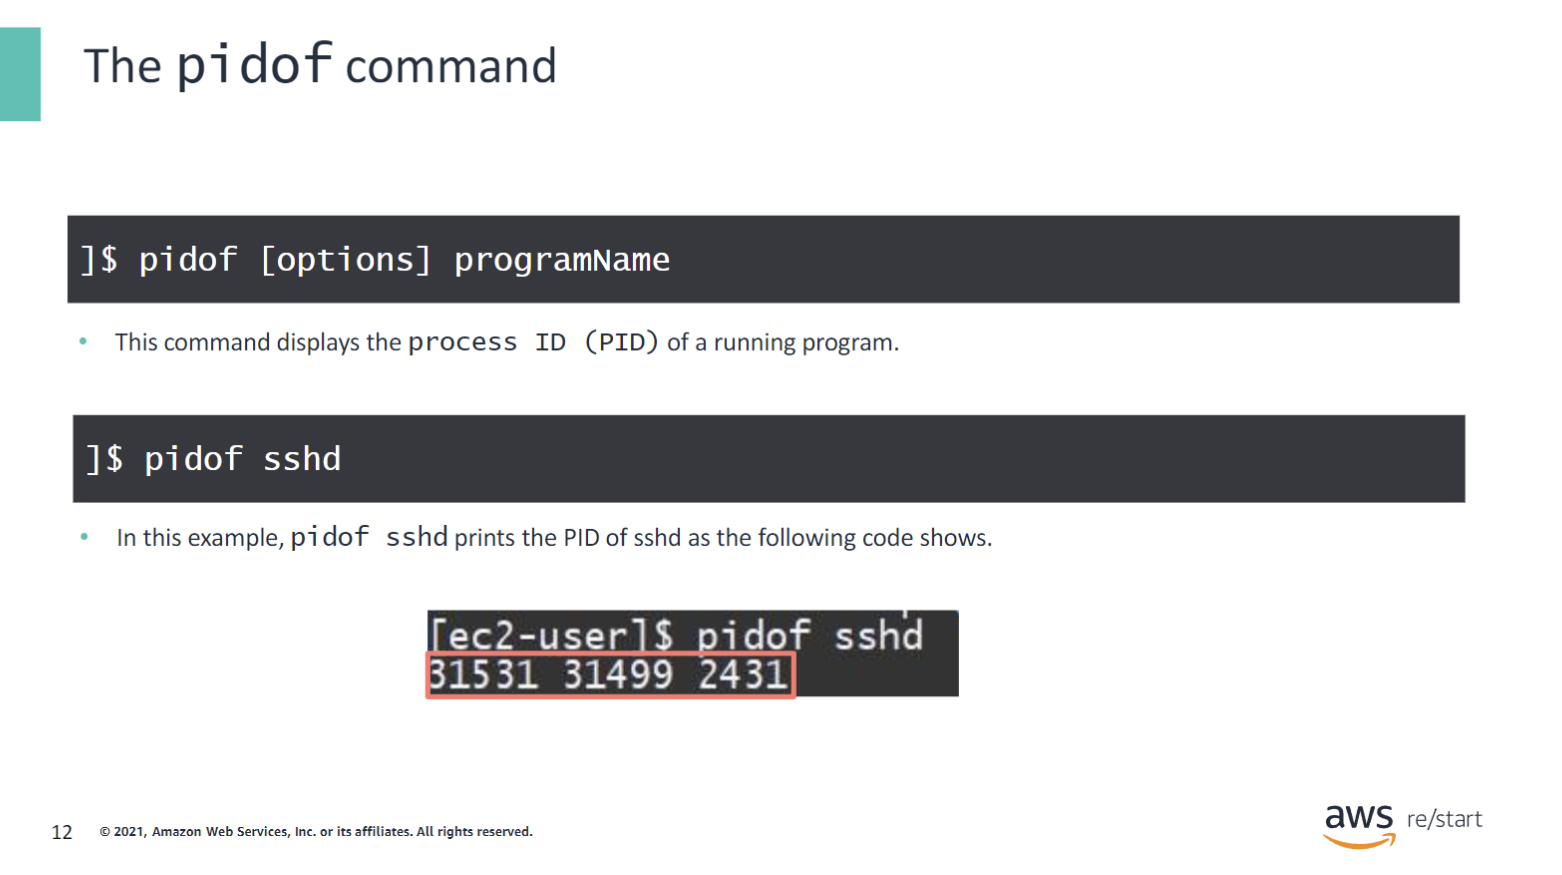 The pidof command
]$ pidof [options] programName
• This command displays the process ID (PID) of a running program.
]$ pidof sshd
• In this example, pidof sshd prints the PID of sshd as the following code shows.
[ec2-user]$ pidof sshd
31531 31499 2431
12 © 2021, Amazon Web Services, Inc. or its affiliates. All rights reserved.
aws re/start